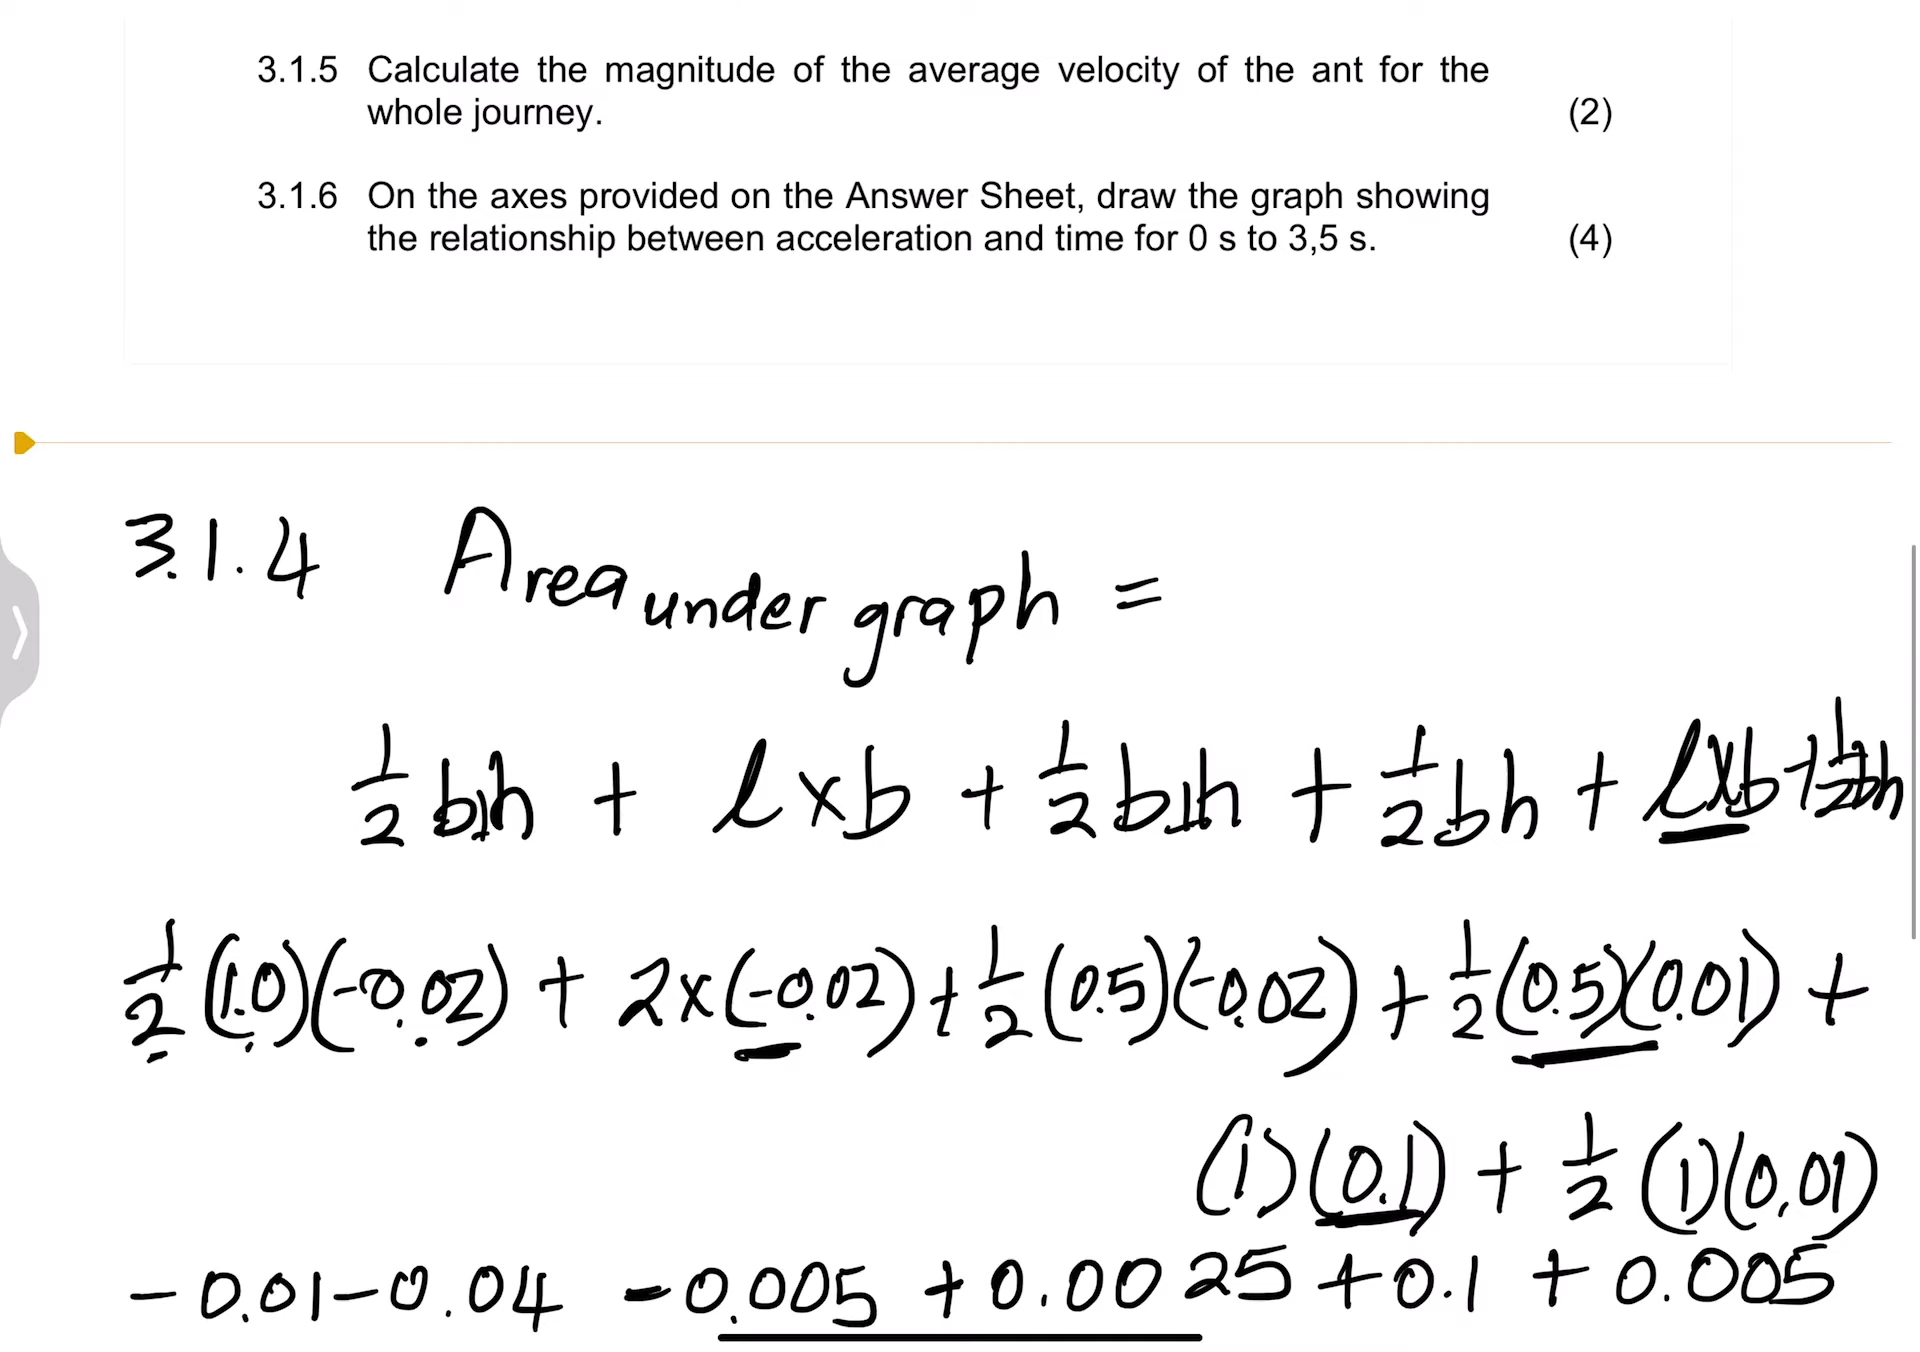 3.1.5 Calculate the magnitude of the average velocity of the ant for the
whole journey. (2)
3.1.6 On the axes provided on the Answer Sheet, draw the graph showing
the relationship between acceleration and time for 0 s to 3,5 s. (4)
3.1.4 Area under graph =
1/2 b⊥h + l×b + 1/2 b⊥h + 1/2 bh + l×b + 1/2 bh
1/2 (1.0)(-0.02) + 2×(-0.02) + 1/2 (0.5)(-0.02) + 1/2 (0.5)(0.01) +
(1)(0.1) + 1/2 (1)(0.01)
-0.01-0.04 -0.005 +0.0025 +0.1 + 0.005